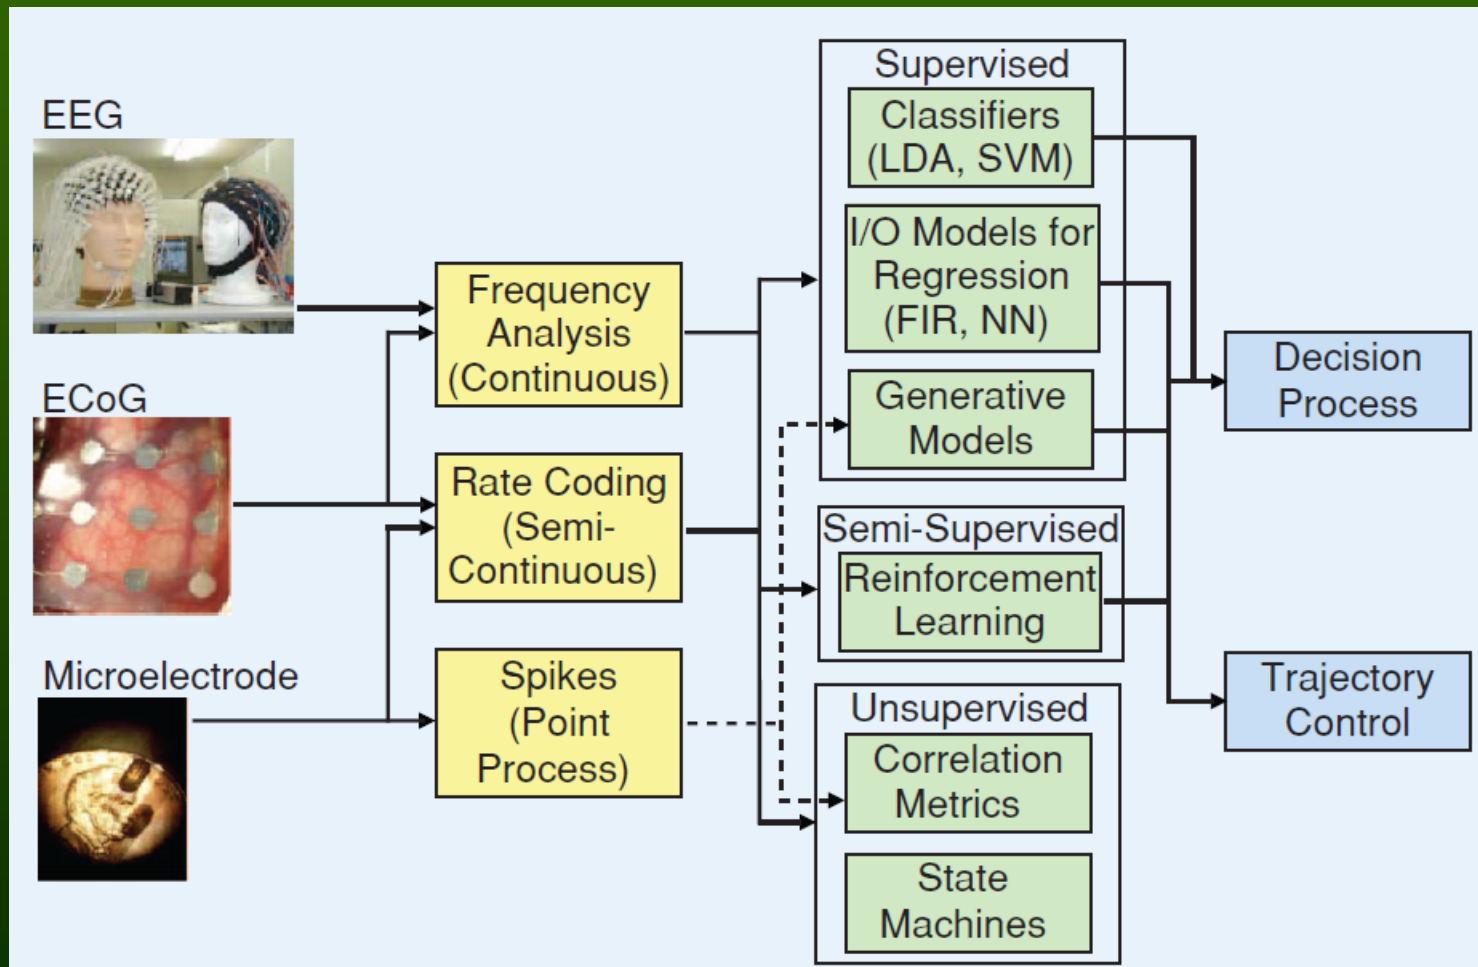 EEG
ECoG
Microelectrode
Frequency
Analysis
(Continuous)
Rate Coding
(Semi-
Continuous)
Spikes
(Point
Process)
Supervised
Classifiers
(LDA, SVM)
I/O Models for
Regression
(FIR, NN)
Generative
Models
Semi-Supervised
Reinforcement
Learning
Unsupervised
Correlation
Metrics
State
Machines
Decision
Process
Trajectory
Control